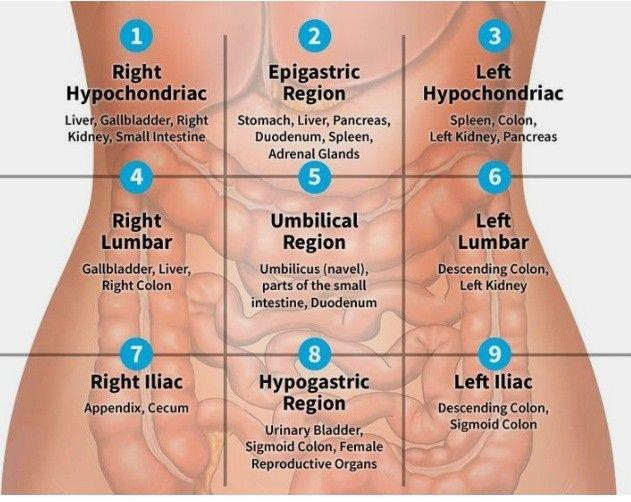 1
Right
Hypochondriac
Liver, Gallbladder, Right
Kidney, Small Intestine
2
Epigastric
Region
Stomach, Liver, Pancreas,
Duodenum, Spleen,
Adrenal Glands
3
Left
Hypochondriac
Spleen, Colon,
Left Kidney, Pancreas
4
Right
Lumbar
Gallbladder, Liver,
Right Colon
5
Umbilical
Region
Umbilicus (navel),
parts of the small
intestine, Duodenum
6
Left
Lumbar
Descending Colon,
Left Kidney
7
Right Iliac
Appendix, Cecum
8
Hypogastric
Region
Urinary Bladder,
Sigmoid Colon, Female
Reproductive Organs
9
Left Iliac
Descending Colon,
Sigmoid Colon